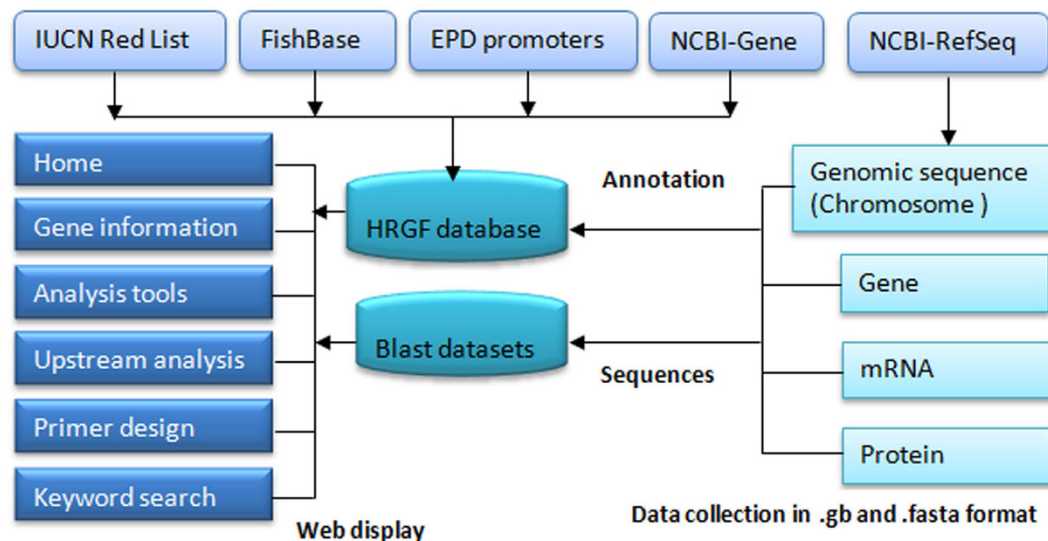 IUCN Red List
FishBase
EPD promoters
NCBI-Gene
NCBI-RefSeq
Home
Gene information
Analysis tools
Upstream analysis
Primer design
Keyword search
Web display
HRGF database
Blast datasets
Annotation
Sequences
Genomic sequence
(Chromosome )
Gene
mRNA
Protein
Data collection in .gb and .fasta format